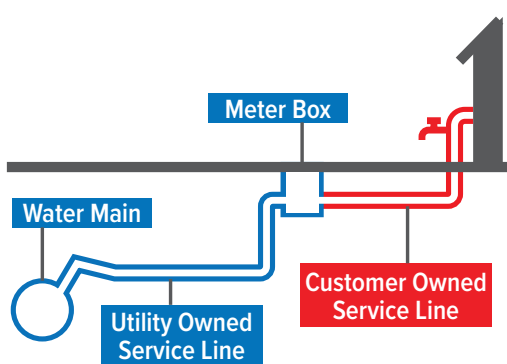 Meter Box
Water Main
Customer Owned
Service Line
Utility Owned
Service Line